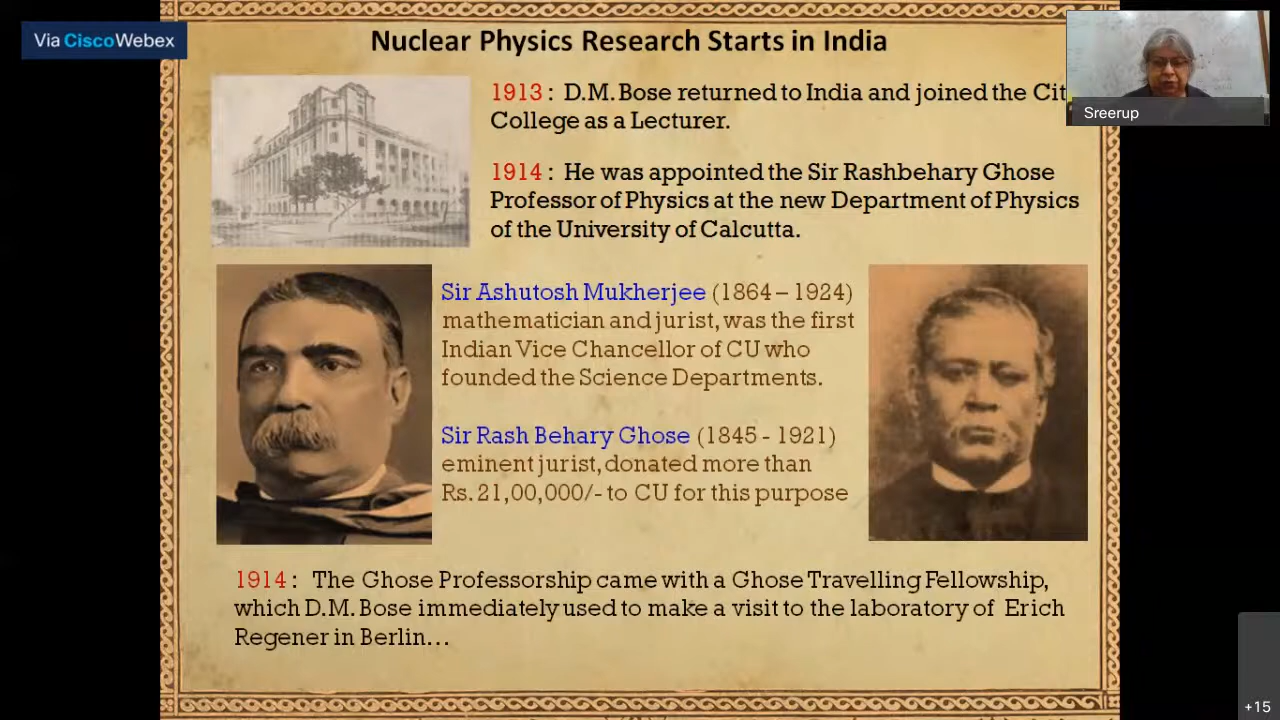 Via CiscoWebex
Nuclear Physics Research Starts in India
Sreerup
1913 : D.M. Bose returned to India and joined the Cit
College as a Lecturer.
1914 : He was appointed the Sir Rashbehary Ghose
Professor of Physics at the new Department of Physics
of the University of Calcutta.
Sir Ashutosh Mukherjee (1864 – 1924)
mathematician and jurist, was the first
Indian Vice Chancellor of CU who
founded the Science Departments.
Sir Rash Behary Ghose (1845 - 1921)
eminent jurist, donated more than
Rs. 21,00,000/- to CU for this purpose
1914 : The Ghose Professorship came with a Ghose Travelling Fellowship,
which D.M. Bose immediately used to make a visit to the laboratory of Erich
Regener in Berlin...
+15